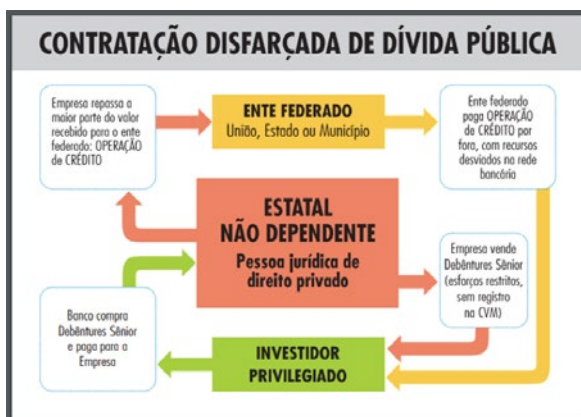 CONTRATAÇÃO DISFARÇADA DE DÍVIDA PÚBLICA
Empresa repassa a
maior parte do valor
recebido para o ente
federado: OPERAÇÃO
de CRÉDITO
ENTE FEDERADO
União, Estado ou Município
Ente federado
paga OPERAÇÃO
de CRÉDITO por
fora, com recursos
desviados na rede
bancária
ESTATAL
NÃO DEPENDENTE
Pessoa jurídica de
direito privado
Empresa vende
Debêntures Sênior
(esforços restritos,
sem registro
na CVM)
Banco compra
Debêntures Sênior
e paga para a
Empresa
INVESTIDOR
PRIVILEGIADO